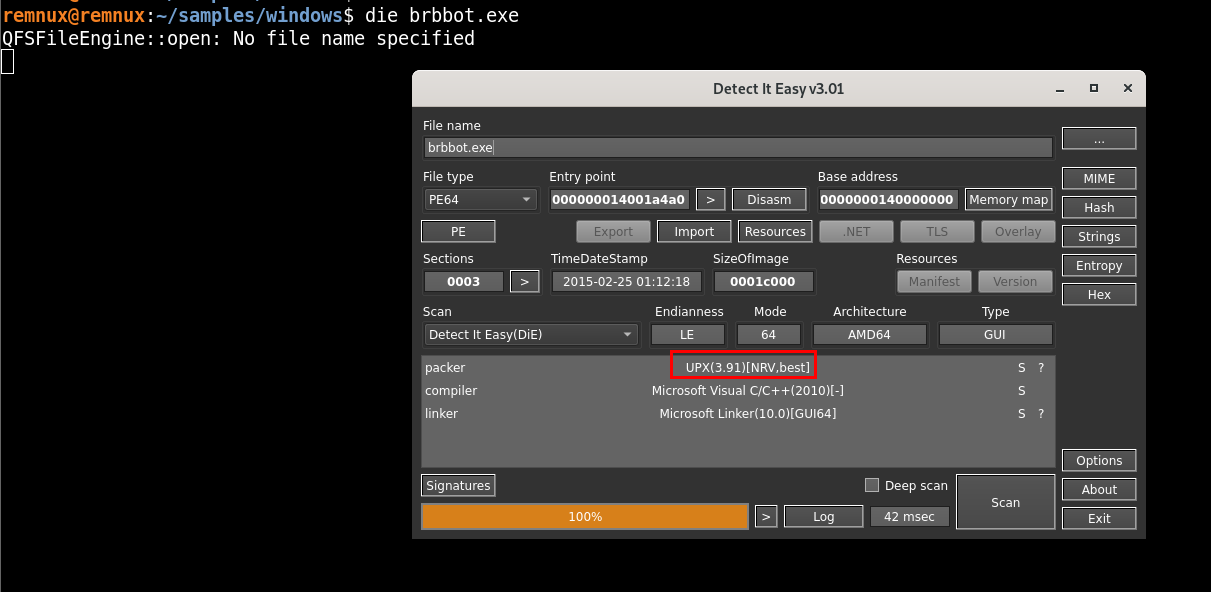 remnux@remnux:~/samples/windows$ die brbbot.exe
QFSFileEngine::open: No file name specified
Detect It Easy v3.01
File name
brbbot.exe
...
File type
Entry point
Base address
PE64
000000014001a4a0
>
Disasm
0000000140000000
Memory map
MIME
PE
Export
Import
Resources
.NET
TLS
Overlay
Hash
Strings
Sections
TimeDateStamp
SizeOfImage
Resources
0003
>
2015-02-25 01:12:18
0001c000
Manifest
Version
Entropy
Hex
Scan
Endianness
Mode
Architecture
Type
Detect It Easy(DiE)
LE
64
AMD64
GUI
packer UPX(3.91)[NRV,best] S ?
compiler Microsoft Visual C/C++(2010)[-] S
linker Microsoft Linker(10.0)[GUI64] S ?
Options
Signatures
Deep scan
Scan
About
100%
>
Log
42 msec
Exit